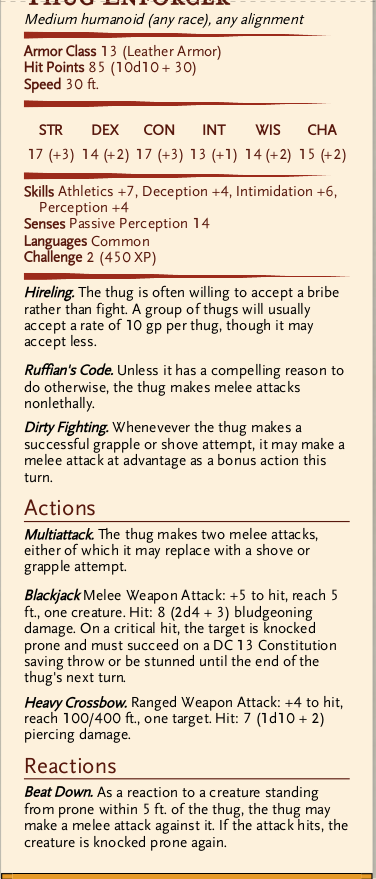 THUG ENFORCER
Medium humanoid (any race), any alignment
Armor Class 13 (Leather Armor)
Hit Points 85 (10d10 + 30)
Speed 30 ft.
STR DEX CON INT WIS CHA
17 (+3) 14 (+2) 17 (+3) 13 (+1) 14 (+2) 15 (+2)
Skills Athletics +7, Deception +4, Intimidation +6,
Perception +4
Senses Passive Perception 14
Languages Common
Challenge 2 (450 XP)
Hireling. The thug is often willing to accept a bribe
rather than fight. A group of thugs will usually
accept a rate of 10 gp per thug, though it may
accept less.
Ruffian's Code. Unless it has a compelling reason to
do otherwise, the thug makes melee attacks
nonlethally.
Dirty Fighting. Whenevever the thug makes a
successful grapple or shove attempt, it may make a
melee attack at advantage as a bonus action this
turn.
Actions
Multiattack. The thug makes two melee attacks,
either of which it may replace with a shove or
grapple attempt.
Blackjack Melee Weapon Attack: +5 to hit, reach 5
ft., one creature. Hit: 8 (2d4 + 3) bludgeoning
damage. On a critical hit, the target is knocked
prone and must succeed on a DC 13 Constitution
saving throw or be stunned until the end of the
thug's next turn.
Heavy Crossbow. Ranged Weapon Attack: +4 to hit,
reach 100/400 ft., one target. Hit: 7 (1d10 + 2)
piercing damage.
Reactions
Beat Down. As a reaction to a creature standing
from prone within 5 ft. of the thug, the thug may
make a melee attack against it. If the attack hits, the
creature is knocked prone again.